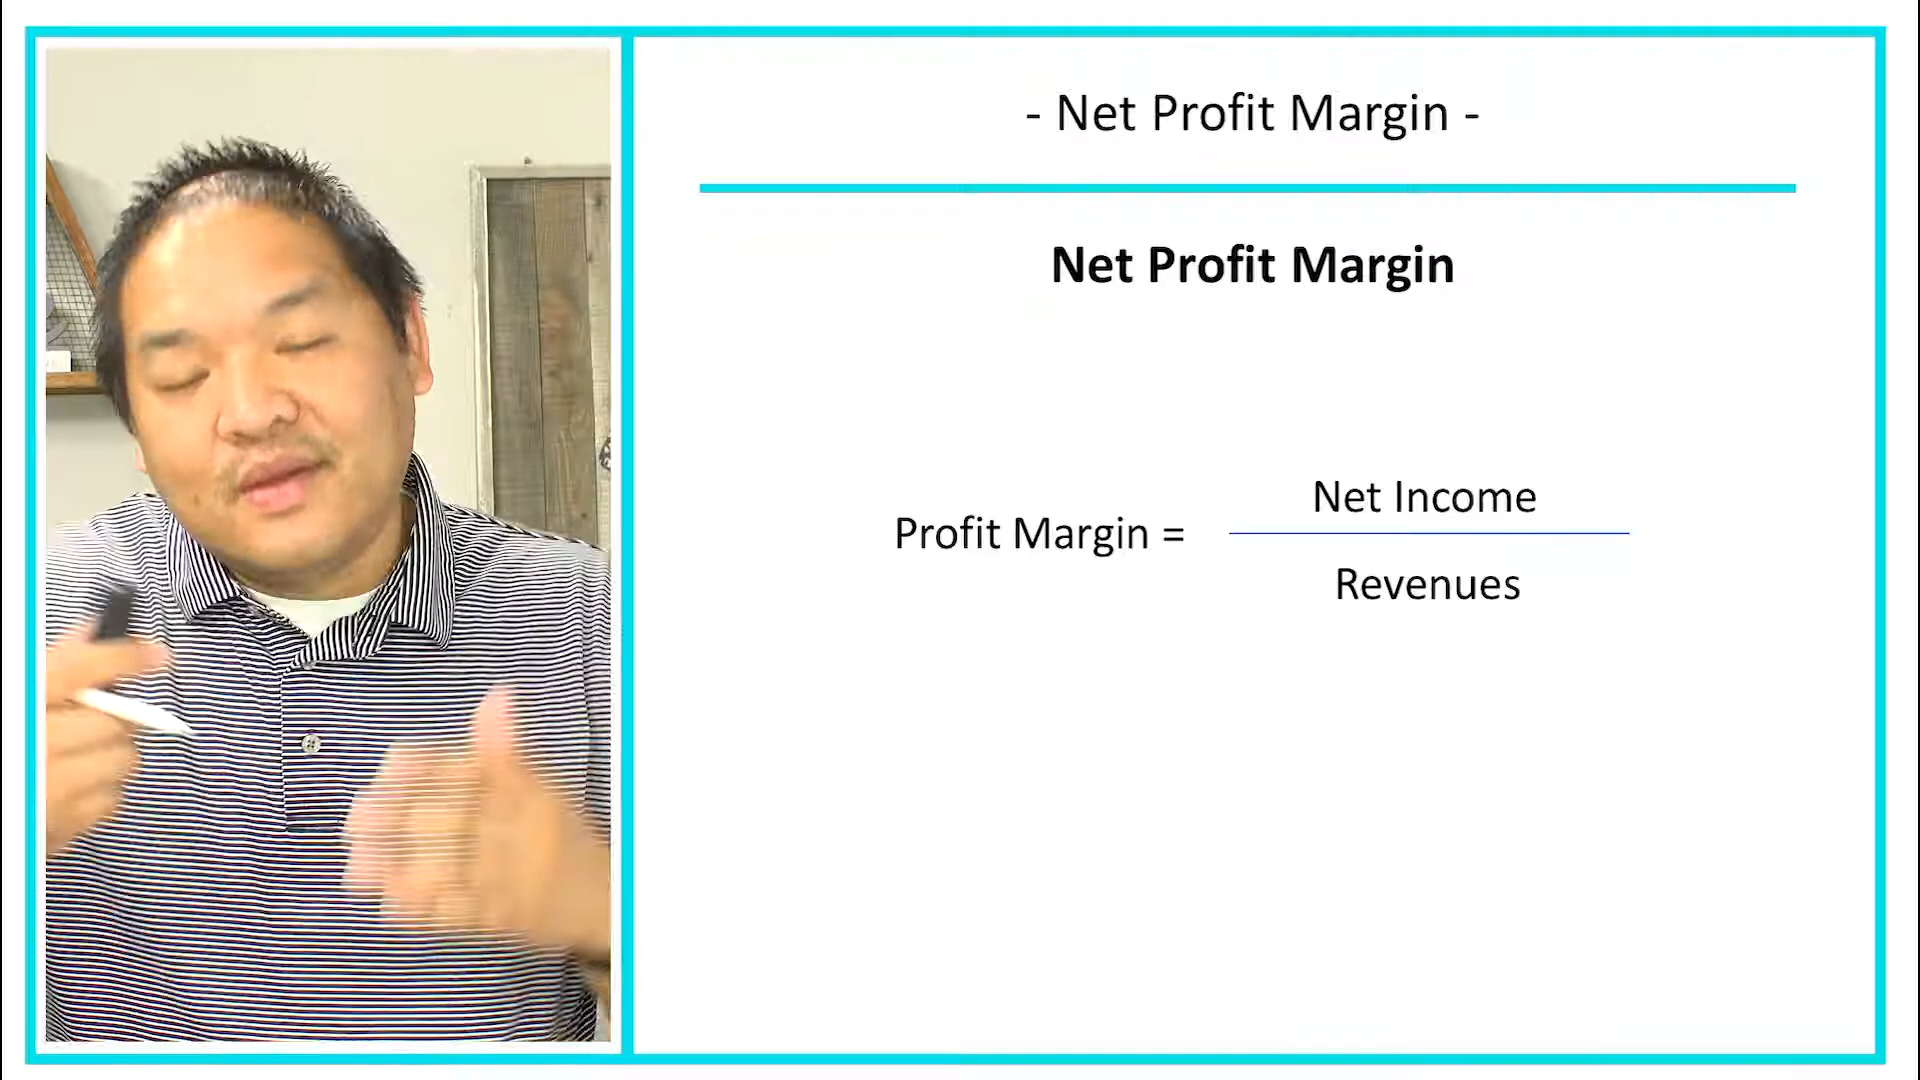 - Net Profit Margin -
Net Profit Margin
Profit Margin =
Net Income
Revenues